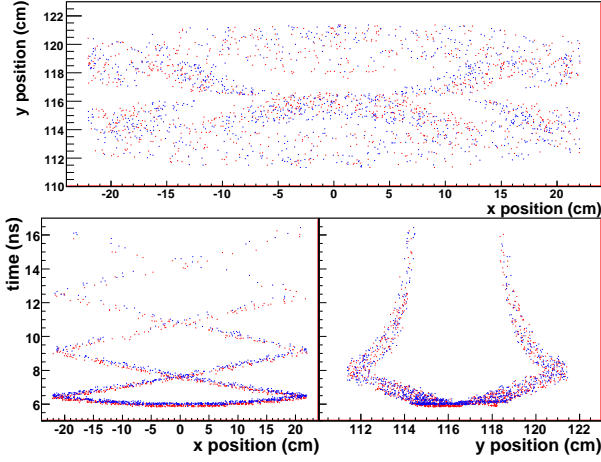 y position (cm)
122
120
118
116
114
112
110
-20 -15 -10 -5 0 5 10 15 20
x position (cm)
time (ns)
16
14
12
10
8
6
-20 -15 -10 -5 0 5 10 15 20
x position (cm)
112 114 116 118 120 122
y position (cm)